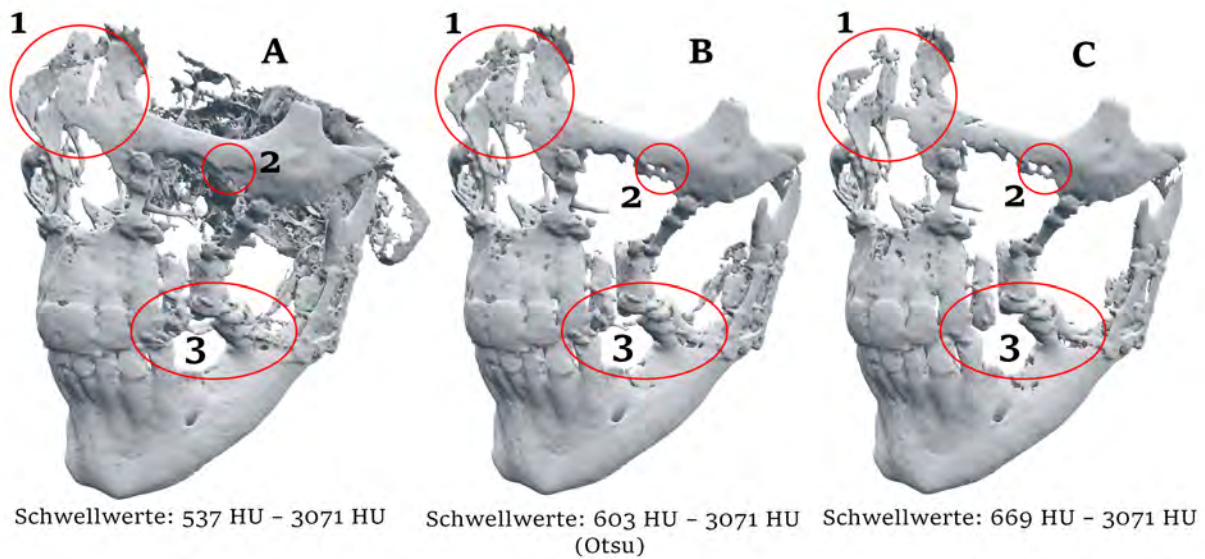 1
A
2
3
Schwellwerte: 537 HU – 3071 HU
1
B
2
3
Schwellwerte: 603 HU – 3071 HU
(Otsu)
1
C
2
3
Schwellwerte: 669 HU – 3071 HU